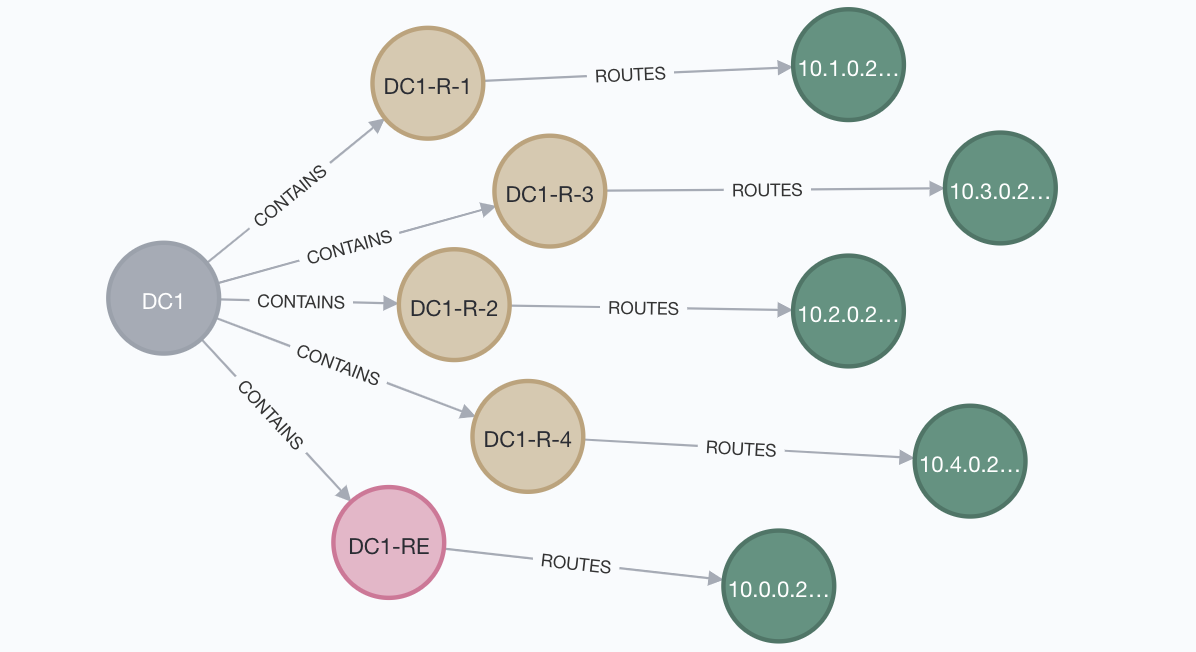 DC1-R-1
ROUTES
10.1.0.2…
CONTAINS
DC1-R-3
ROUTES
10.3.0.2…
CONTAINS
DC1
CONTAINS
DC1-R-2
ROUTES
10.2.0.2…
CONTAINS
DC1-R-4
ROUTES
10.4.0.2…
CONTAINS
DC1-RE
ROUTES
10.0.0.2…